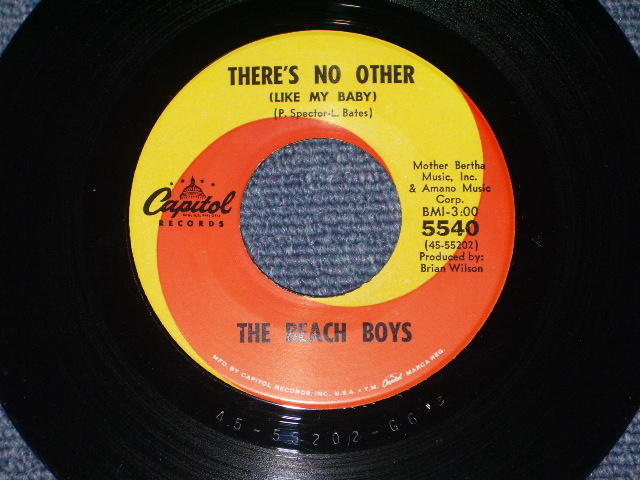 THERE'S NO OTHER
(LIKE MY BABY)
(P. Spector-L. Bates)
Capitol
RECORDS
Mother Bertha
Music, Inc.
& Amano Music
Corp.
BMI-3:00
5540
(45-55202)
Produced by:
Brian Wilson
THE BEACH BOYS
MFD. BY CAPITOL RECORDS, INC., U.S.A. • T.M. Capitol MARCA REG.
45-55202-G6